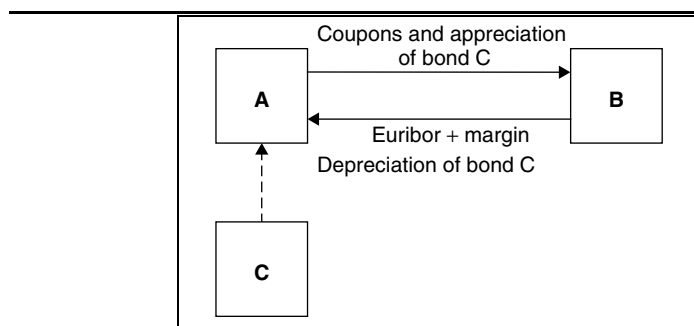 Coupons and appreciation
of bond C
A
B
Euribor + margin
Depreciation of bond C
C